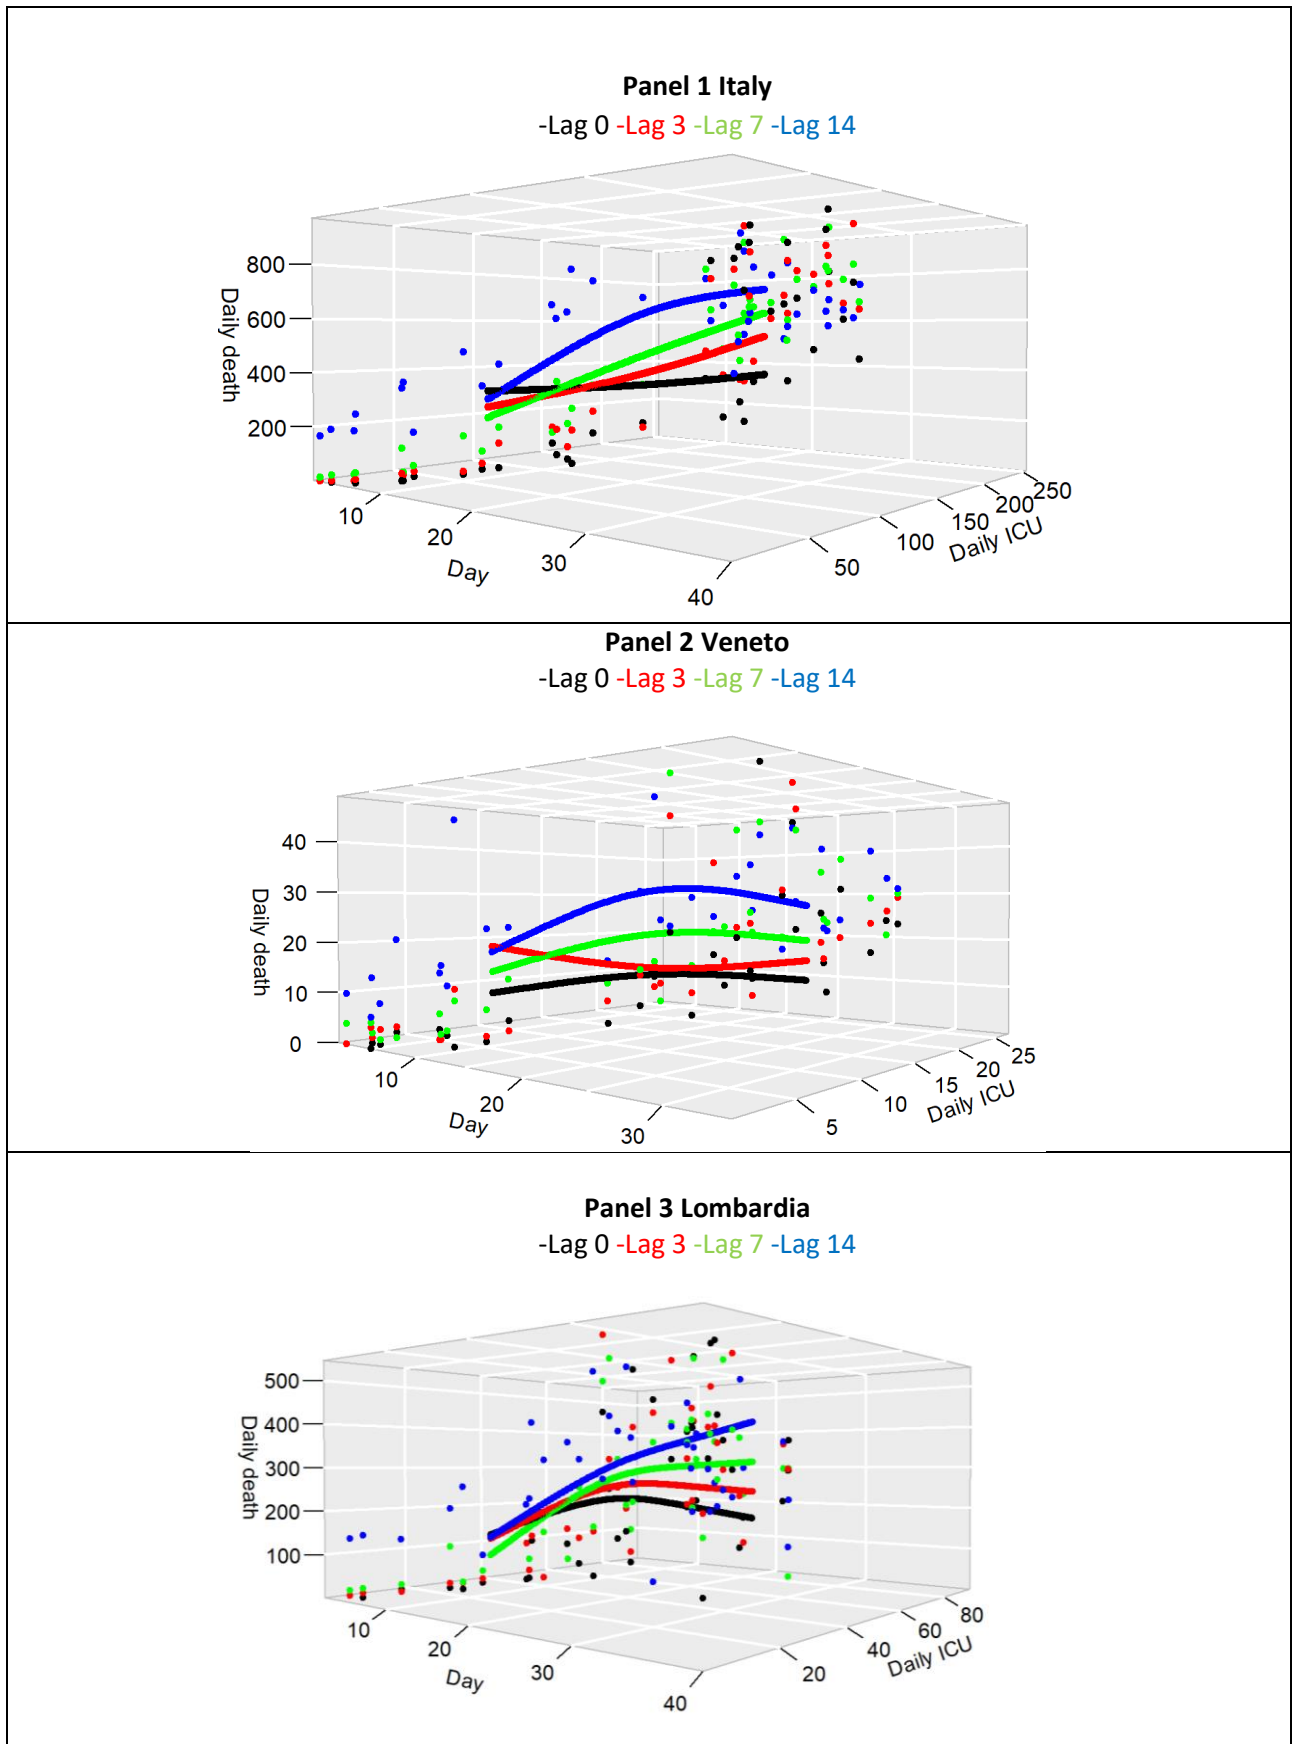 Panel 1 Italy
-Lag 0 -Lag 3 -Lag 7 -Lag 14
800
600
400
200
Daily death
10
20
30
40
Day
50
100
150
200
250
Daily ICU
Panel 2 Veneto
-Lag 0 -Lag 3 -Lag 7 -Lag 14
40
30
20
10
0
Daily death
10
20
30
Day
5
10
15
20
25
Daily ICU
Panel 3 Lombardia
-Lag 0 -Lag 3 -Lag 7 -Lag 14
500
400
300
200
100
Daily death
10
20
30
40
Day
20
40
60
80
Daily ICU